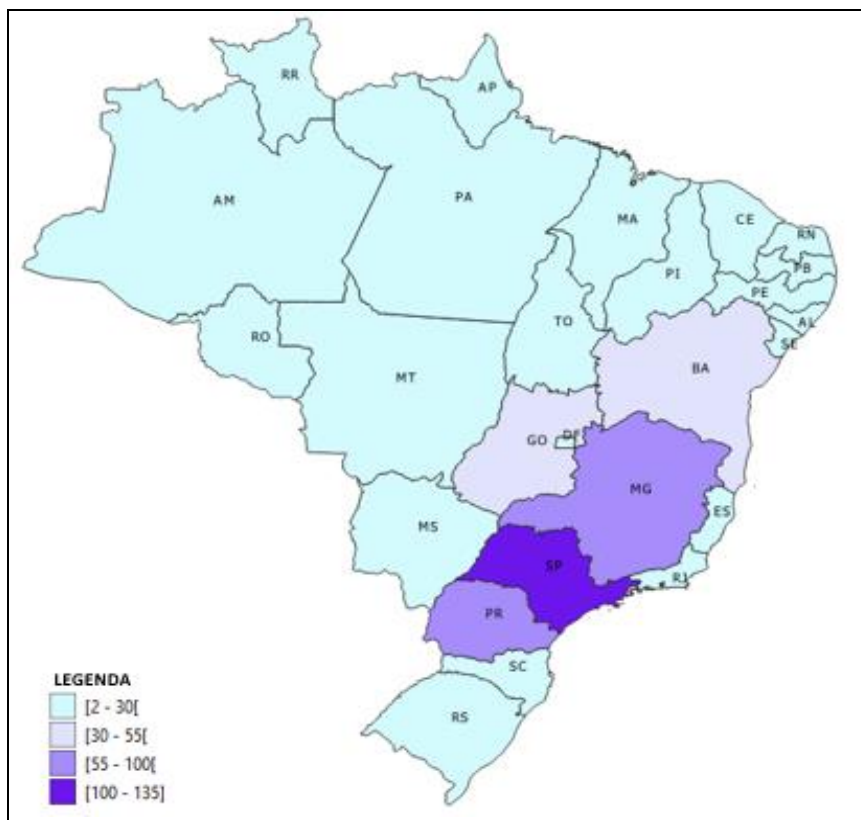 RR
AP
AM
PA
MA
CE
RN
PB
PI
PE
AL
SE
TO
RO
BA
MT
GO
DF
MG
MS
ES
SP
RJ
PR
SC
RS
LEGENDA
[2 - 30[
[30 - 55[
[55 - 100[
[100 - 135]